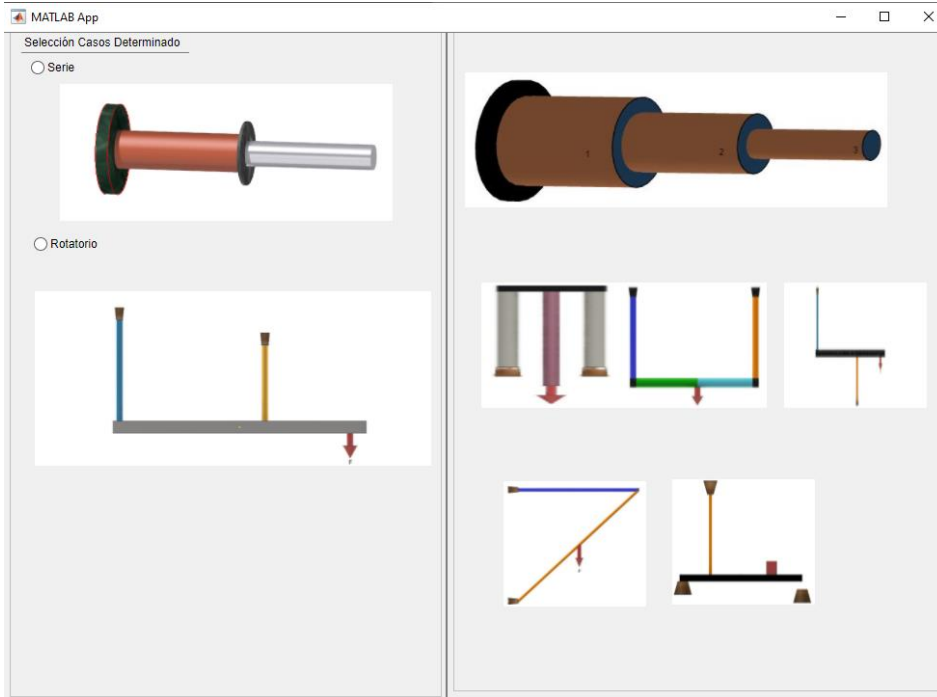 MATLAB App
Selección Casos Determinado
Serie
Rotatorio
F
1
2
3